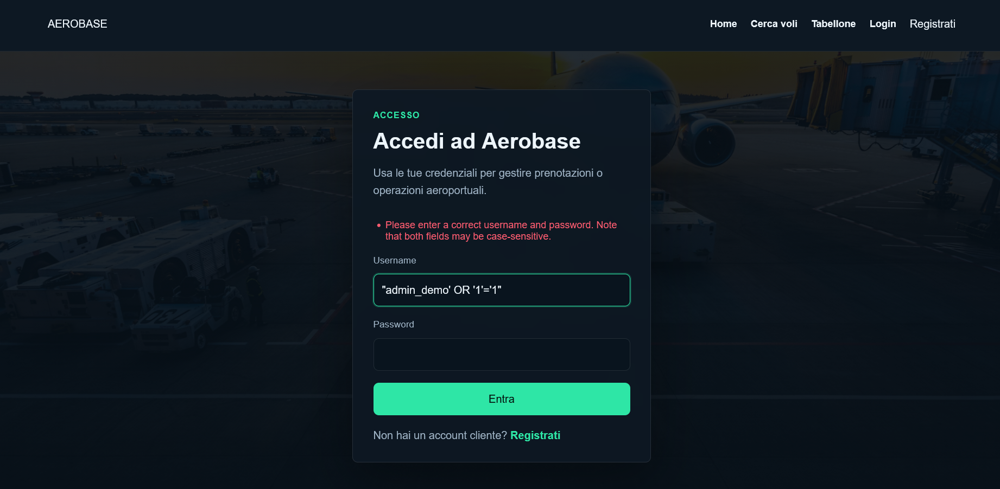 AEROBASE
Home Cerca voli Tabellone Login Registrati
ACCESSO
Accedi ad Aerobase
Usa le tue credenziali per gestire prenotazioni o
operazioni aeroportuali.
Please enter a correct username and password. Note
that both fields may be case-sensitive.
Username
"admin_demo' OR '1'='1"
Password
Entra
Non hai un account cliente? Registrati